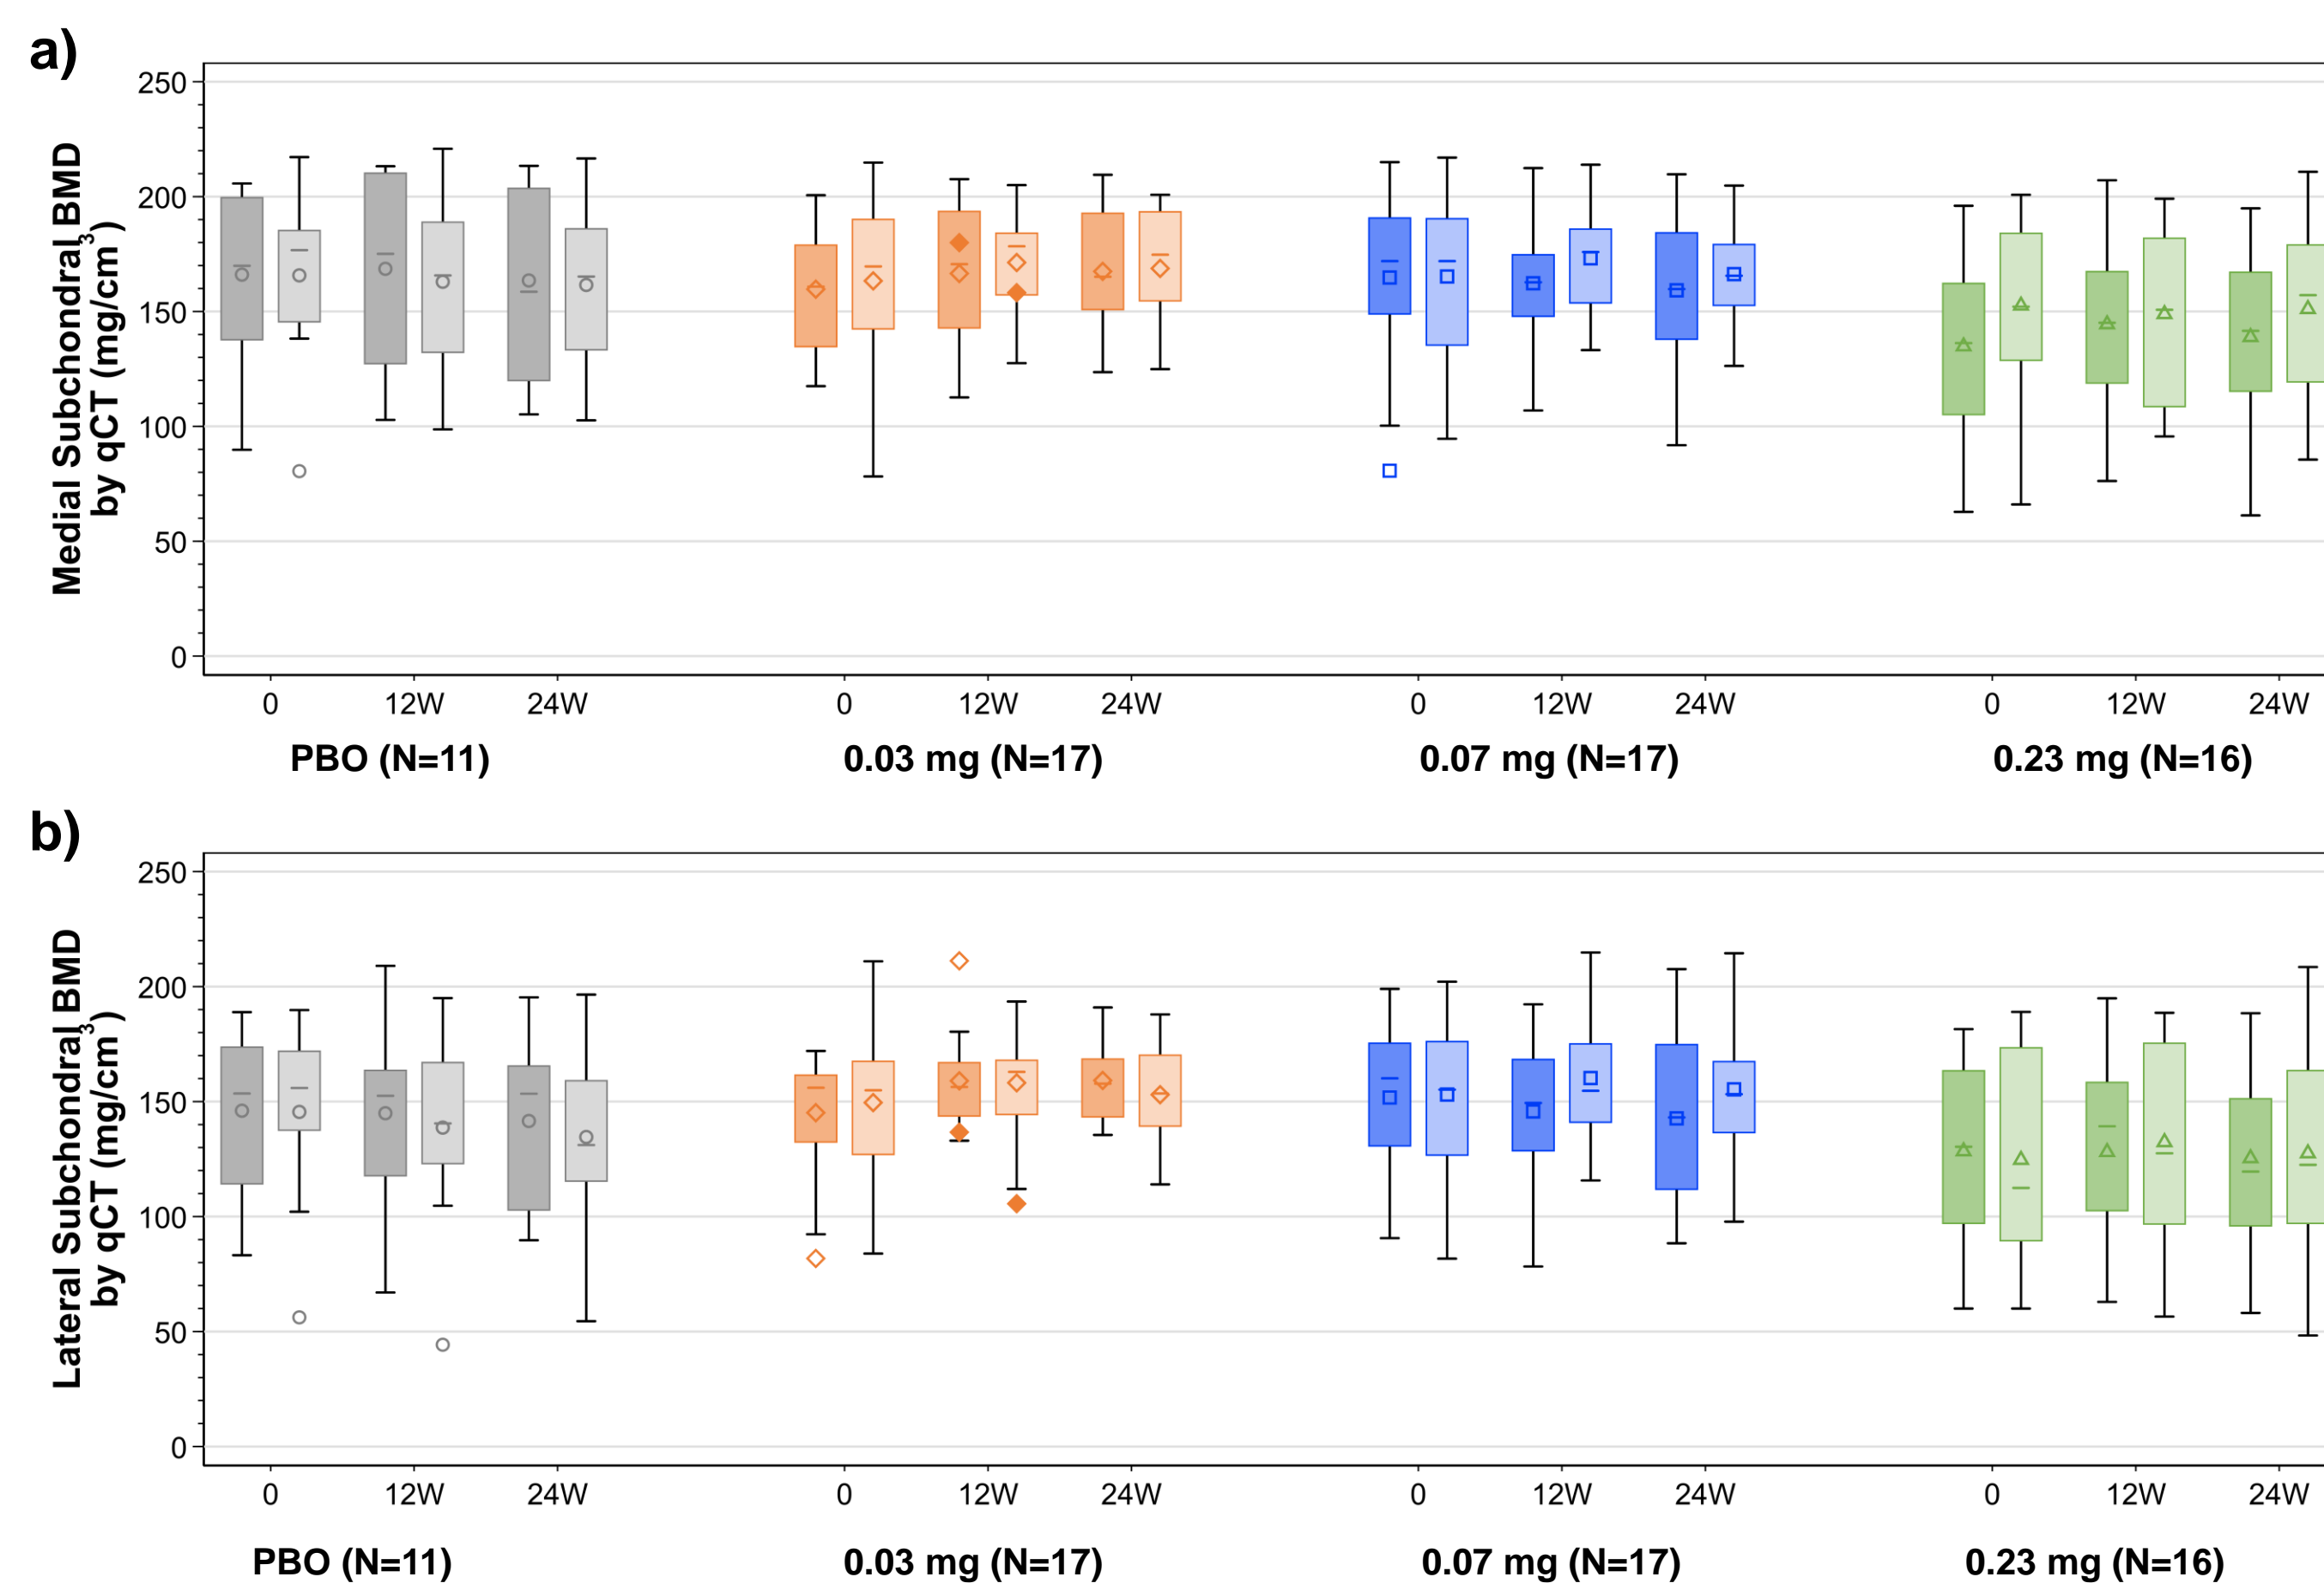 a)
Medial Subchondral BMD
by qCT (mg/cm³)
250
200
150
100
50
0
0 12W 24W 0 12W 24W 0 12W 24W 0 12W 24W
PBO (N=11) 0.03 mg (N=17) 0.07 mg (N=17) 0.23 mg (N=16)
b)
Lateral Subchondral BMD
by qCT (mg/cm³)
250
200
150
100
50
0
0 12W 24W 0 12W 24W 0 12W 24W 0 12W 24W
PBO (N=11) 0.03 mg (N=17) 0.07 mg (N=17) 0.23 mg (N=16)